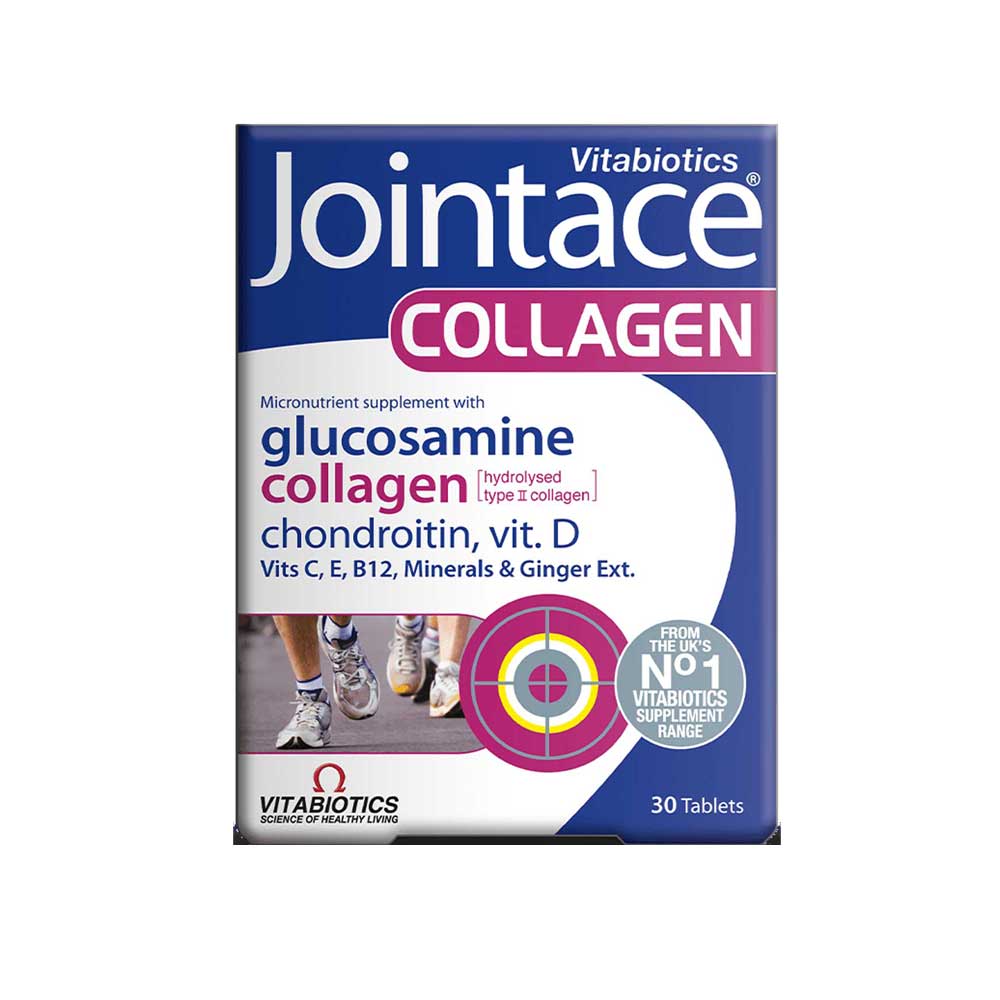 Vitabiotics
Jointace®
COLLAGEN
Micronutrient supplement with
glucosamine
collagen [hydrolysed
type II collagen]
chondroitin, vit. D
Vits C, E, B12, Minerals & Ginger Ext.
FROM
THE UK'S
Nº1
VITABIOTICS
SUPPLEMENT
RANGE
VITABIOTICS
SCIENCE OF HEALTHY LIVING
30 Tablets